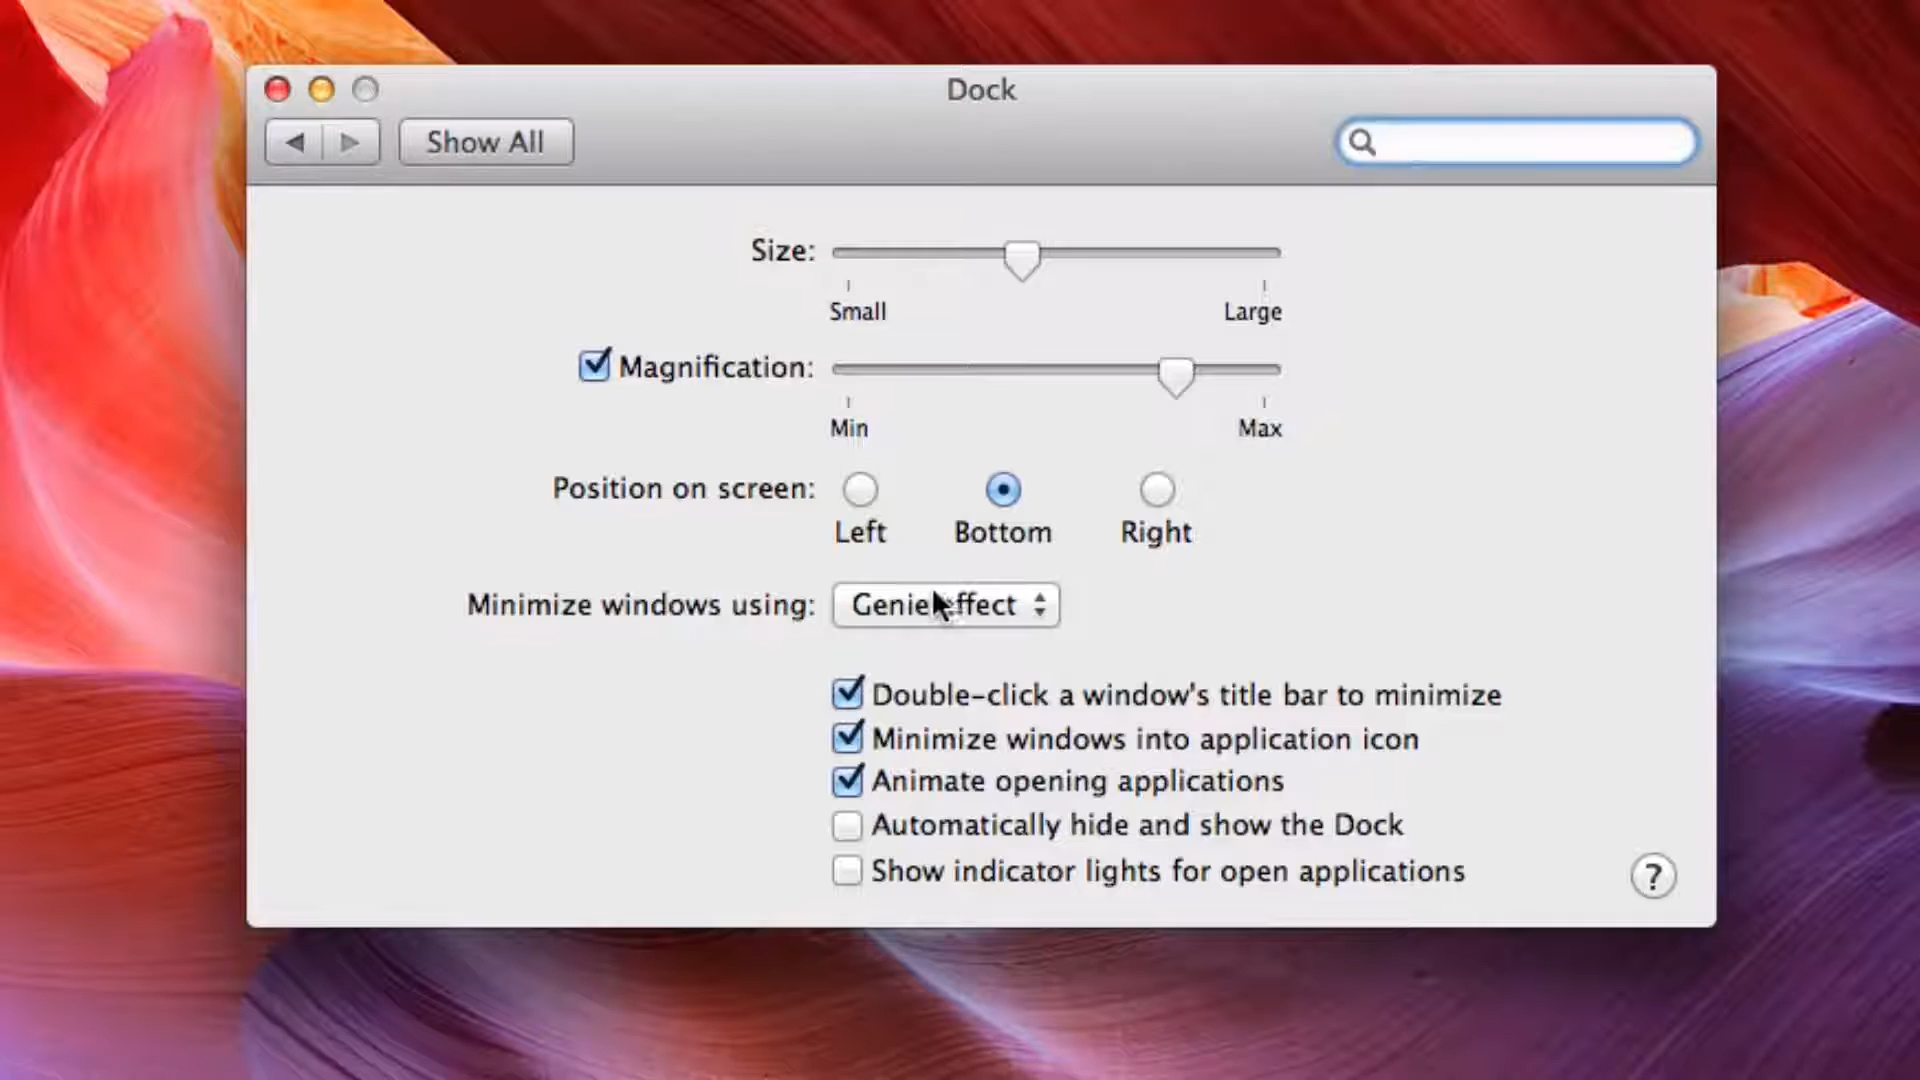 Dock
Show All
Size:
Small Large
Magnification:
Min Max
Position on screen:
Left Bottom Right
Minimize windows using: Genie ffect
Double-click a window's title bar to minimize
Minimize windows into application icon
Animate opening applications
Automatically hide and show the Dock
Show indicator lights for open applications
?